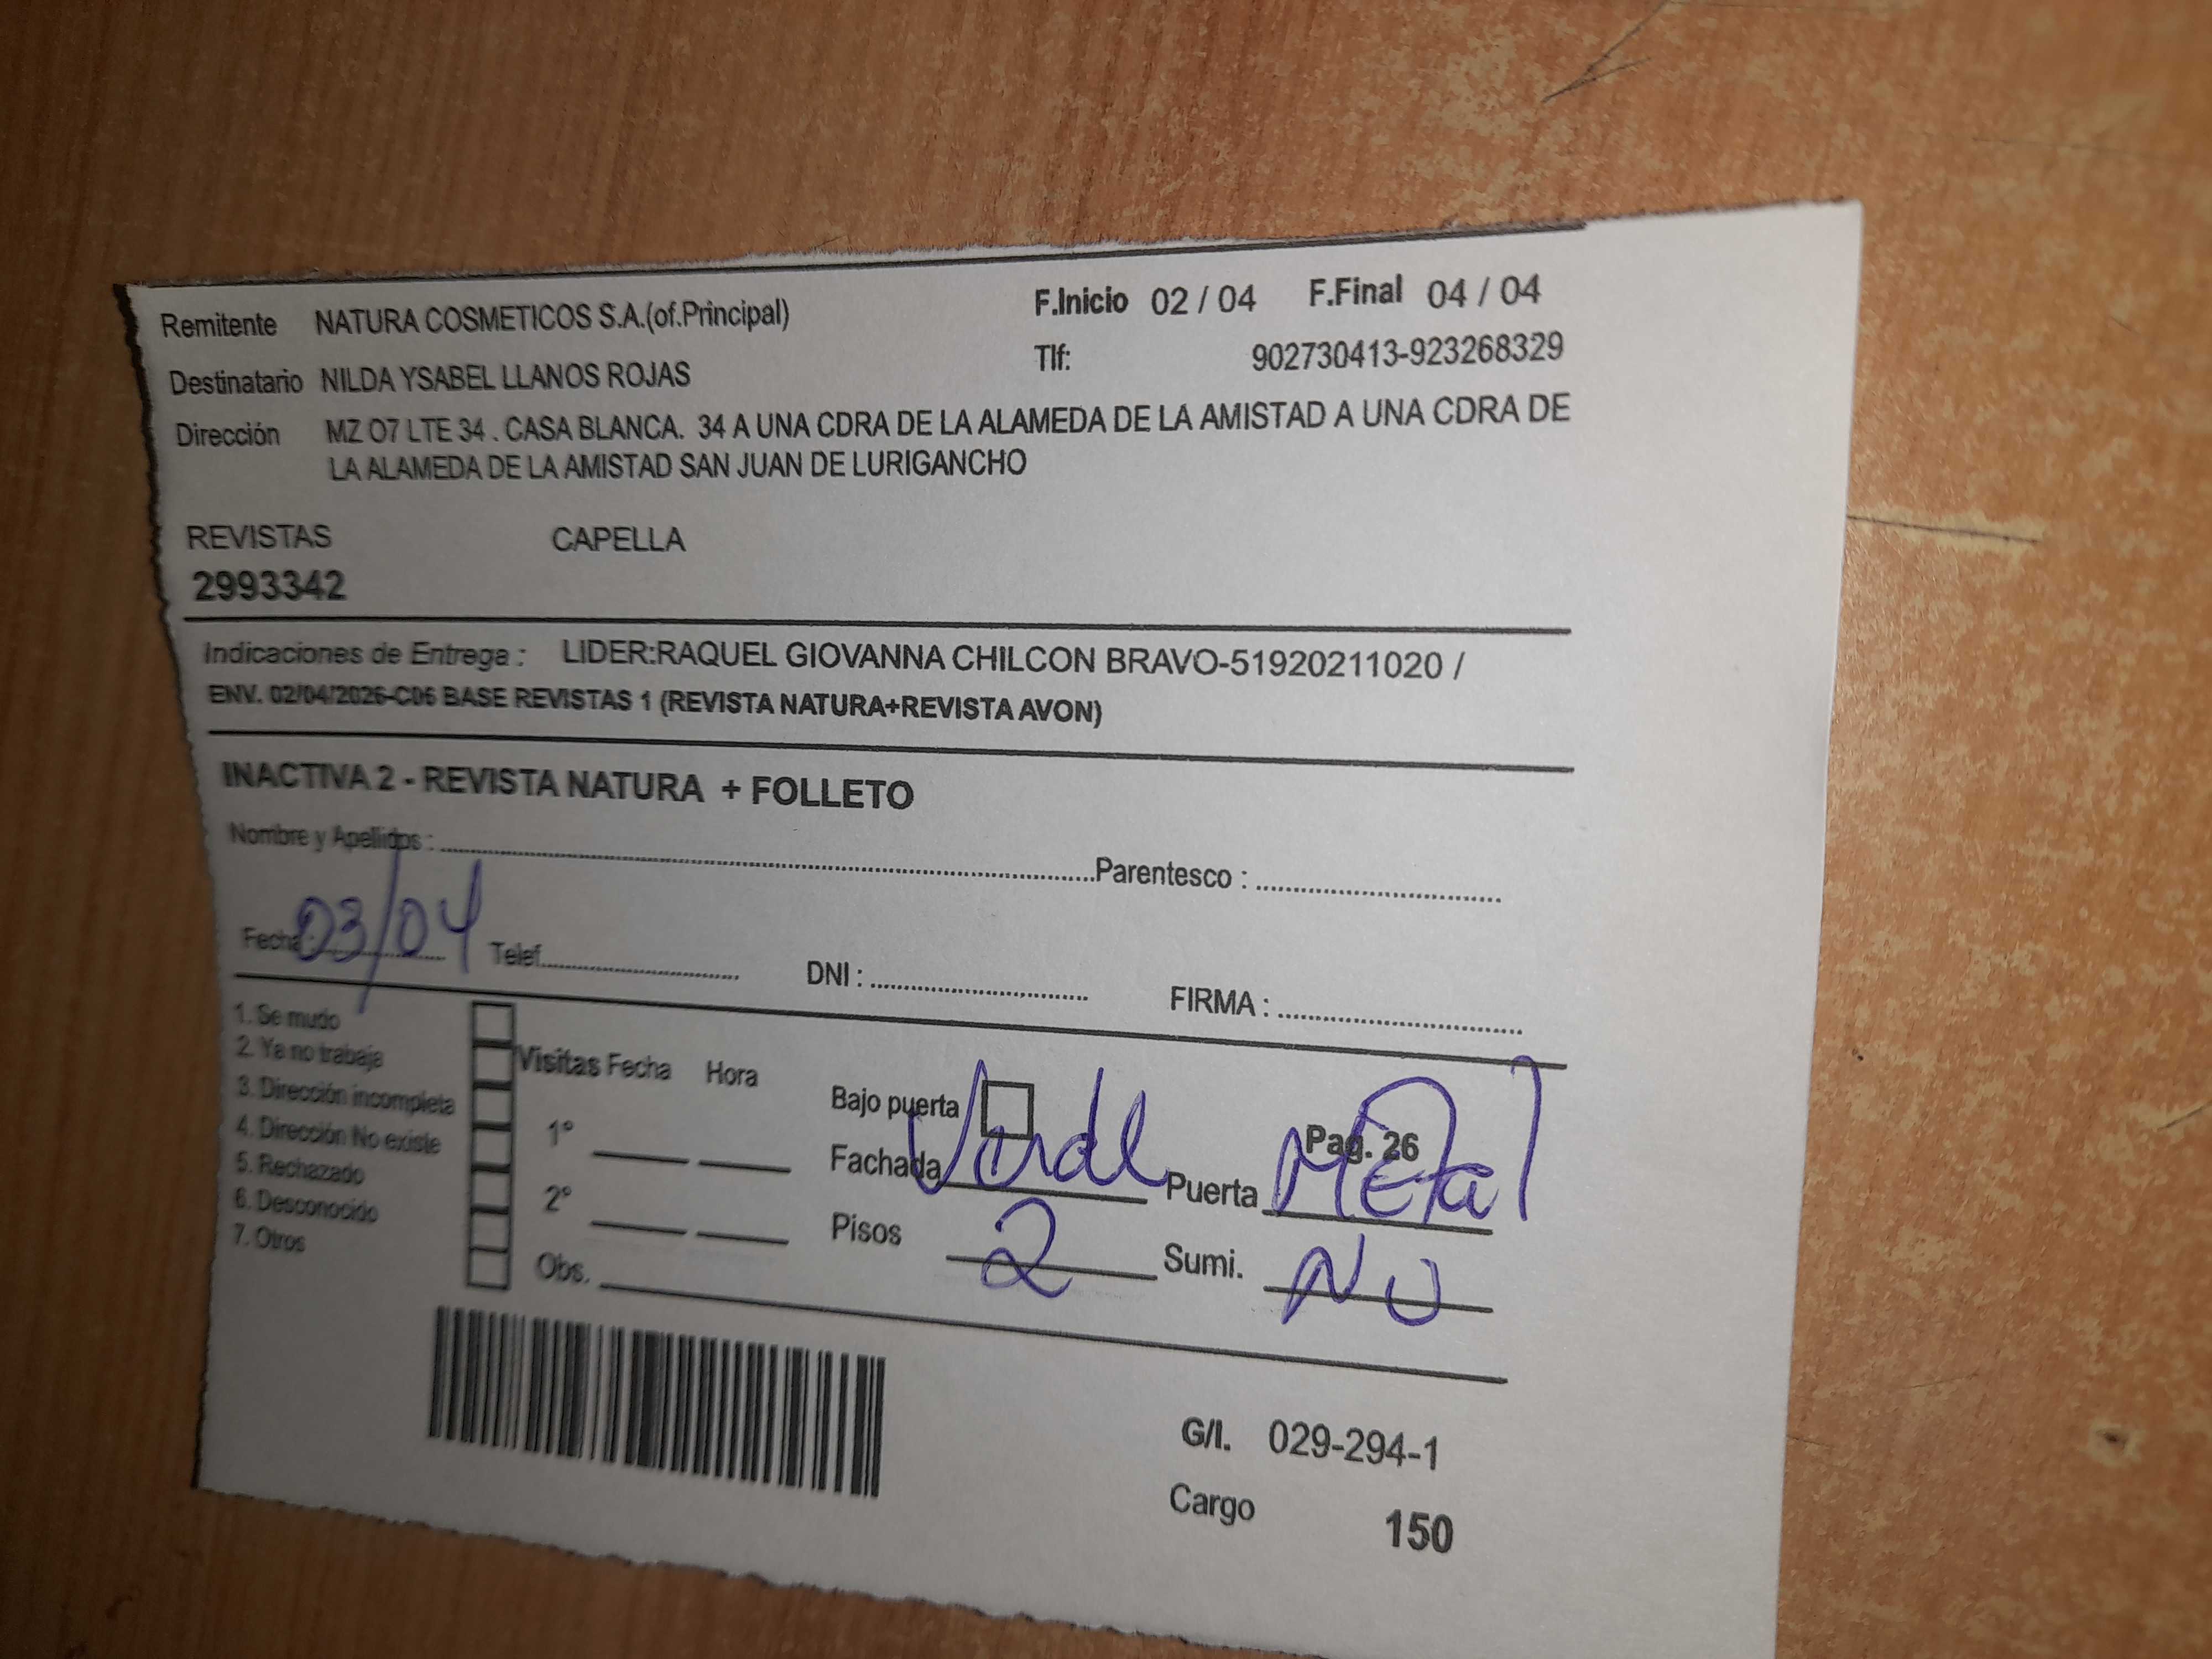 Remitente NATURA COSMETICOS S.A.(of.Principal) F.Inicio 02 / 04 F.Final 04 / 04
Destinatario NILDA YSABEL LLANOS ROJAS Tlf: 902730413-923268329
Dirección MZ O7 LTE 34 . CASA BLANCA. 34 A UNA CDRA DE LA ALAMEDA DE LA AMISTAD A UNA CDRA DE
LA ALAMEDA DE LA AMISTAD SAN JUAN DE LURIGANCHO
REVISTAS CAPELLA
2993342
Indicaciones de Entrega : LIDER:RAQUEL GIOVANNA CHILCON BRAVO-51920211020 /
ENV. 02/04/2026-C06 BASE REVISTAS 1 (REVISTA NATURA+REVISTA AVON)
INACTIVA 2 - REVISTA NATURA + FOLLETO
Nombre y Apellidos : Parentesco :
Fecha : 03/04 Telef. DNI : FIRMA :
1. Se mudo
2. Ya no trabaja
3. Dirección incompleta
4. Dirección No existe
5. Rechazado
6. Desconocido
7. Otros
Visitas Fecha Hora
1°
2°
Obs.
Bajo puerta Pag. 26
Fachada Verde Puerta Metal
Pisos 2 Sumi. NO
G/I. 029-294-1
Cargo 150